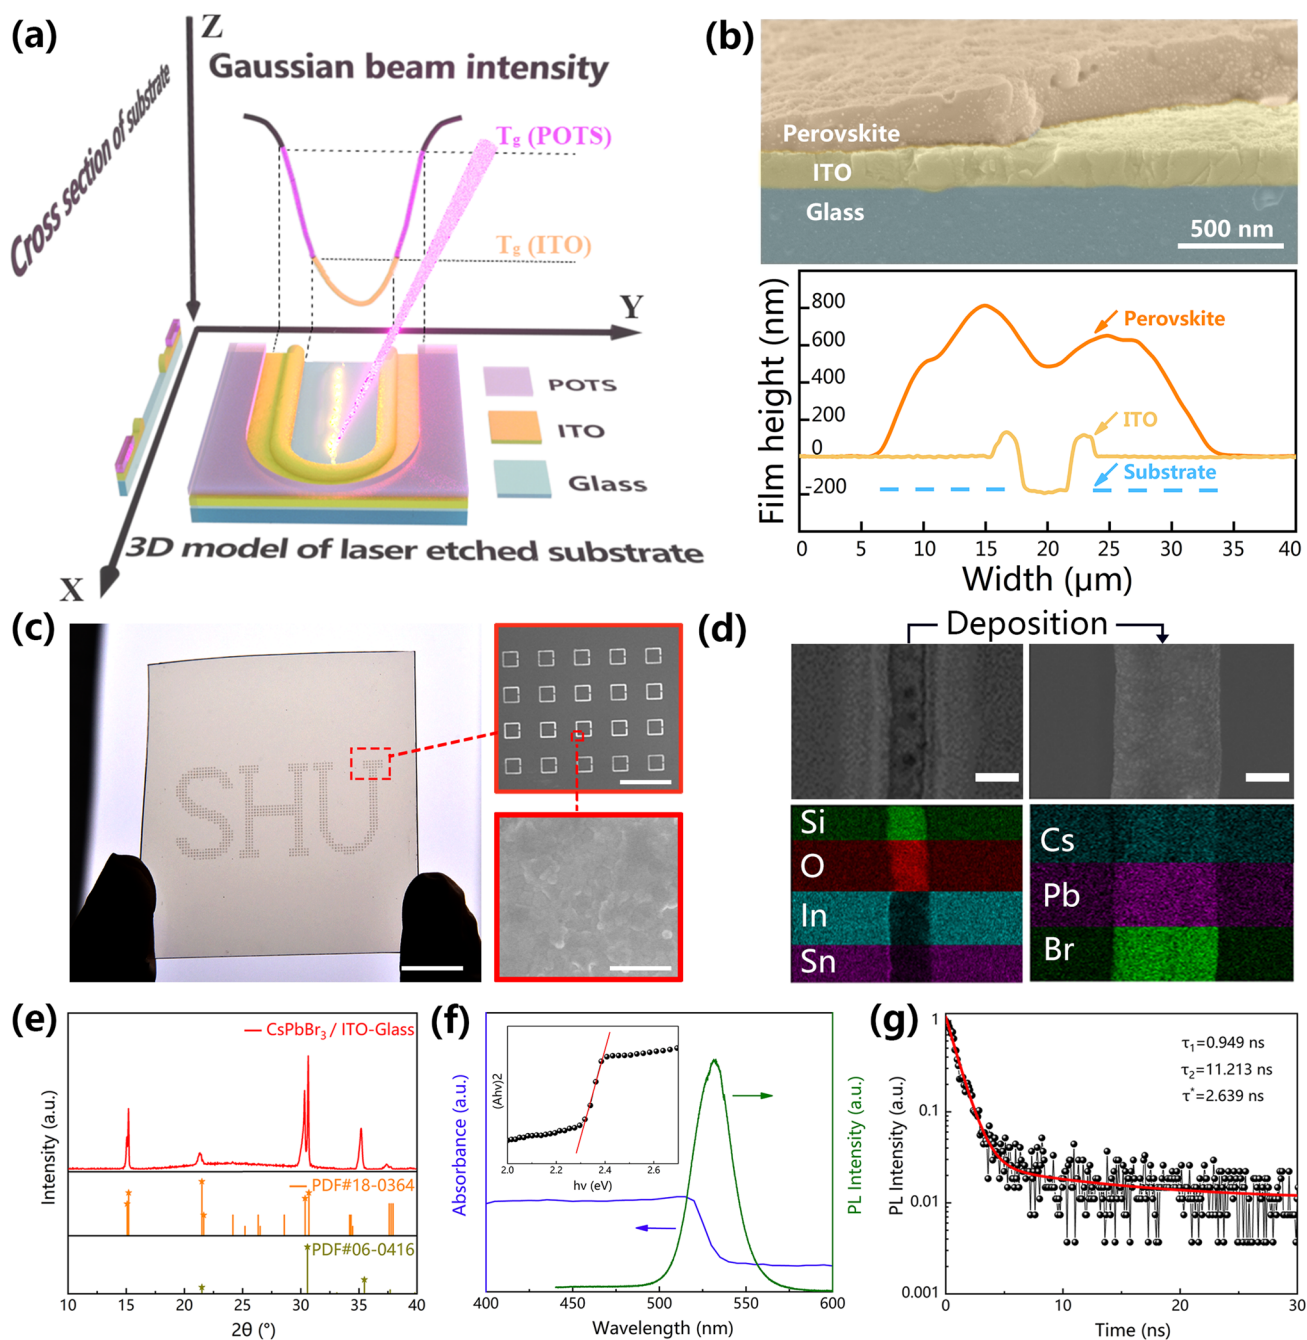 (a)
Z
Gaussian beam intensity
Cross section of substrate
Tg (POTS)
Tg (ITO)
Y
POTS
ITO
Glass
3D model of laser etched substrate
X
(b)
Perovskite
ITO
Glass
500 nm
Film height (nm)
800
600
400
200
0
-200
Perovskite
ITO
Substrate
0 5 10 15 20 25 30 35 40
Width (μm)
(c)
SHU
(d)
Deposition
Si
O
In
Sn
Cs
Pb
Br
(e)
CsPbBr3 / ITO-Glass
PDF#18-0364
PDF#06-0416
Intensity (a.u.)
10 15 20 25 30 35 40
2θ (°)
(f)
Absorbance (a.u.)
(Ahv)2
2.0 2.2 2.4 2.6
hv (eV)
PL Intensity (a.u.)
400 450 500 550 600
Wavelength (nm)
(g)
PL Intensity (a.u.)
1
0.1
0.01
0.001
τ1=0.949 ns
τ2=11.213 ns
τ*=2.639 ns
0 10 20 30
Time (ns)